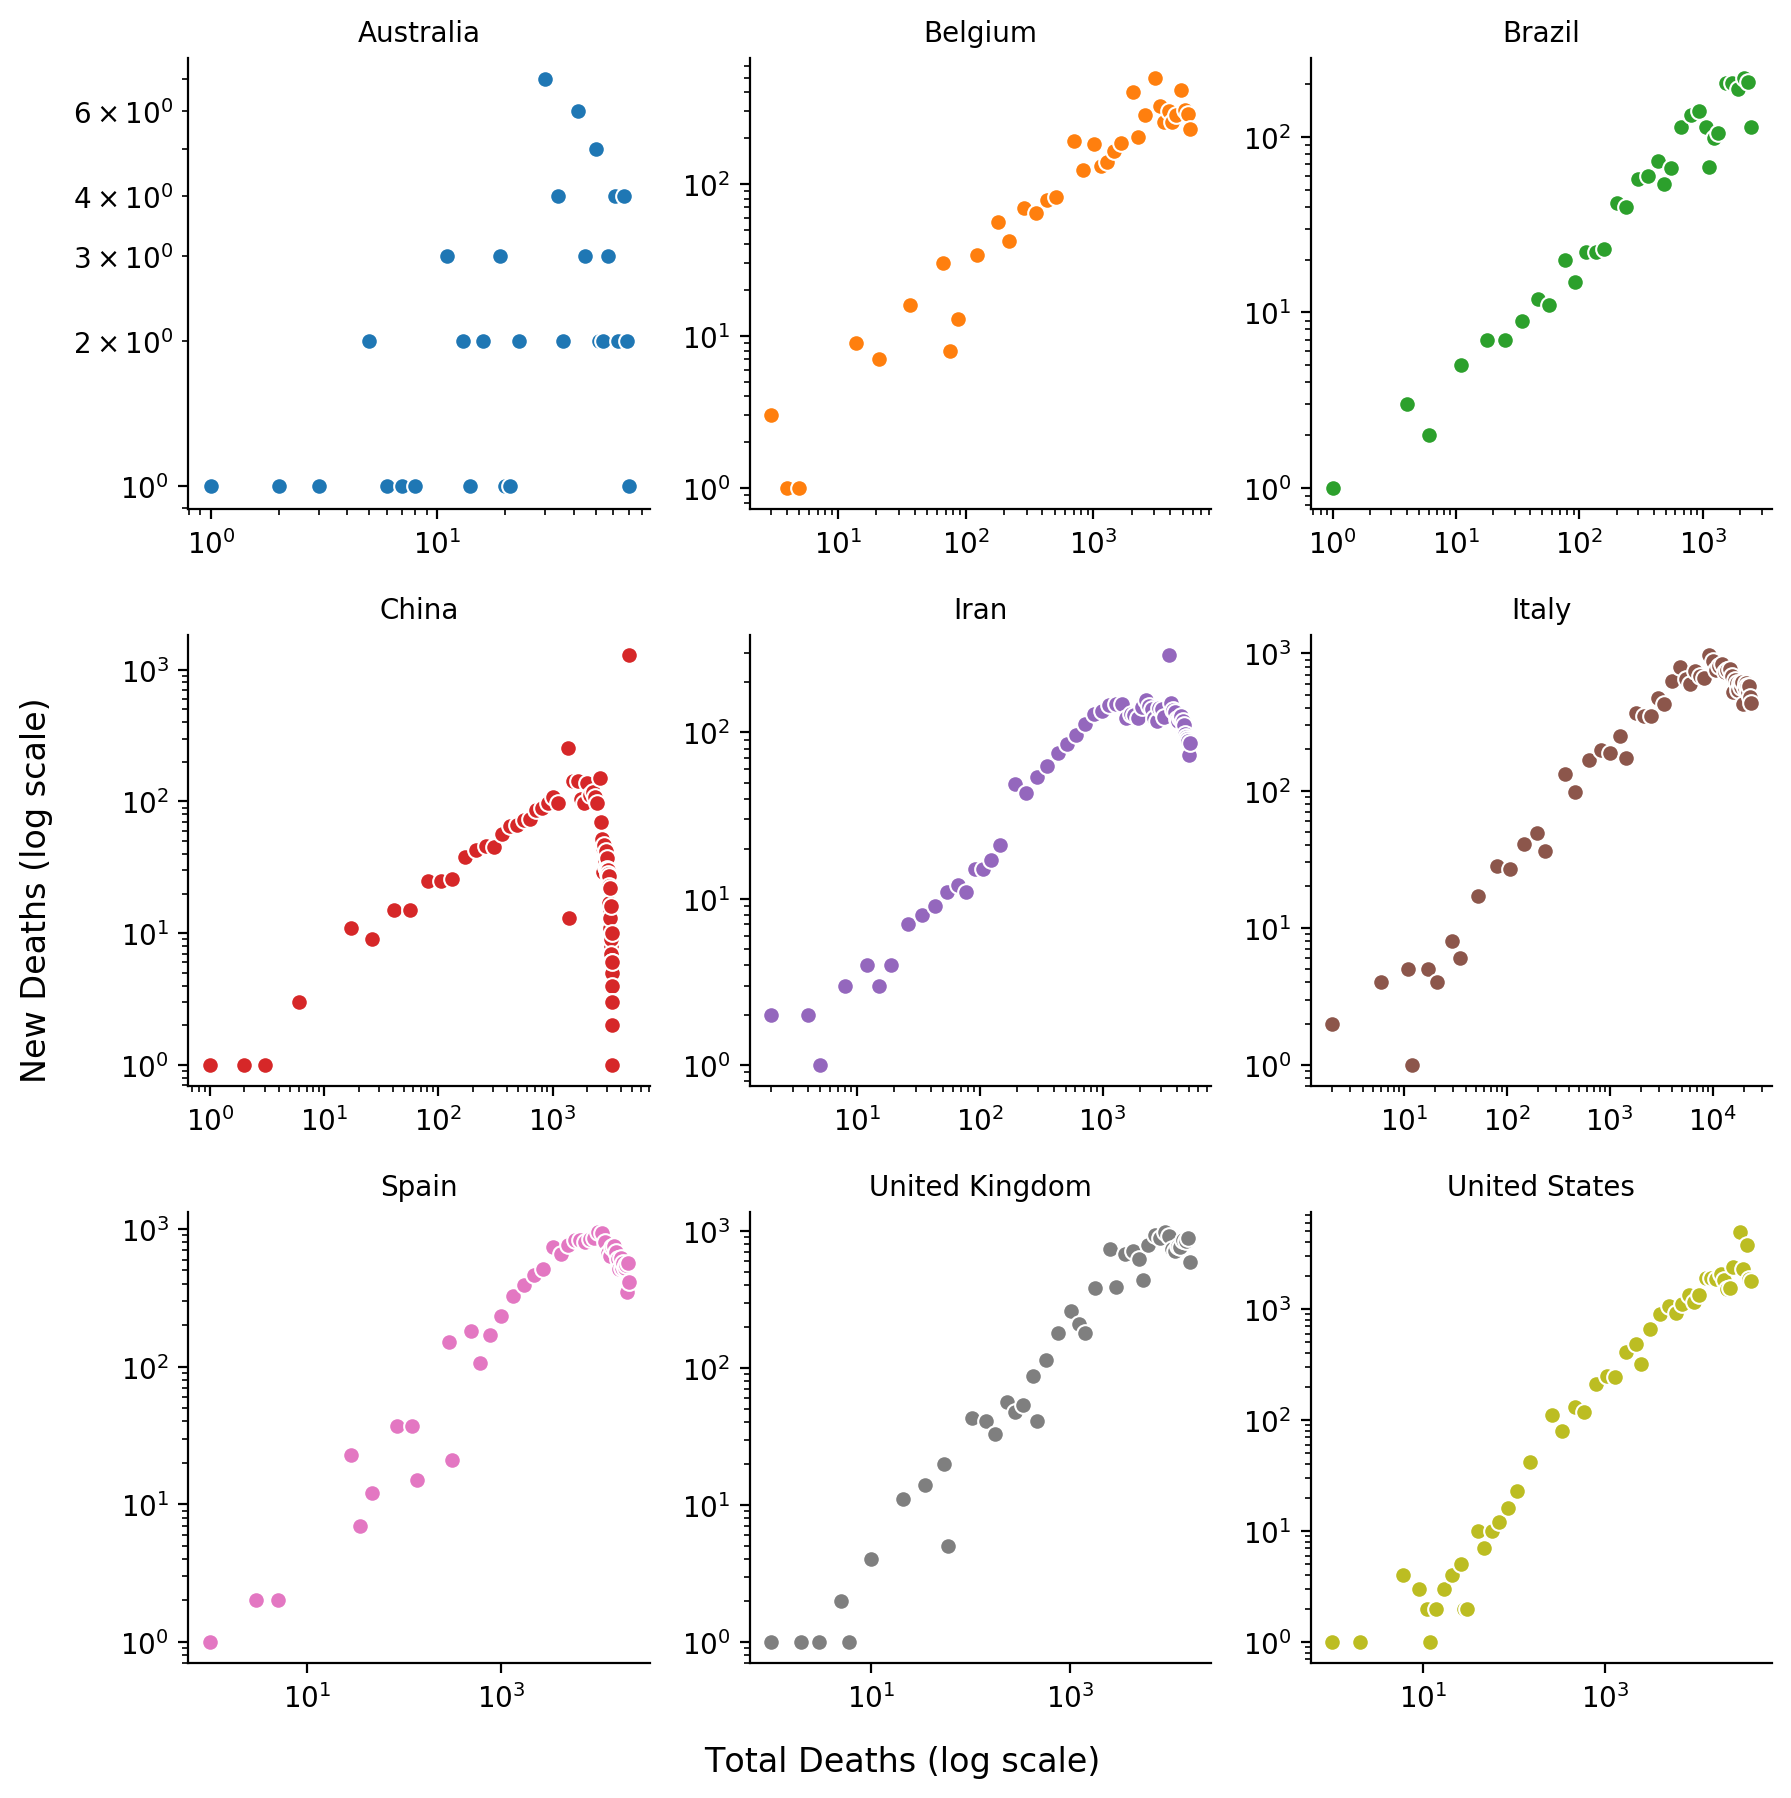 Australia Belgium Brazil
6 × 10⁰
4 × 10⁰
3 × 10⁰
2 × 10⁰
10⁰
10⁰ 10¹
10²
10¹
10⁰
10¹ 10² 10³
10²
10¹
10⁰
10⁰ 10¹ 10² 10³
China Iran Italy
10³
10²
10¹
10⁰
10⁰ 10¹ 10² 10³
10²
10¹
10⁰
10¹ 10² 10³
10³
10²
10¹
10⁰
10¹ 10² 10³ 10⁴
New Deaths (log scale)
Spain United Kingdom United States
10³
10²
10¹
10⁰
10¹ 10³
10³
10²
10¹
10⁰
10¹ 10³
10³
10²
10¹
10⁰
10¹ 10³
Total Deaths (log scale)